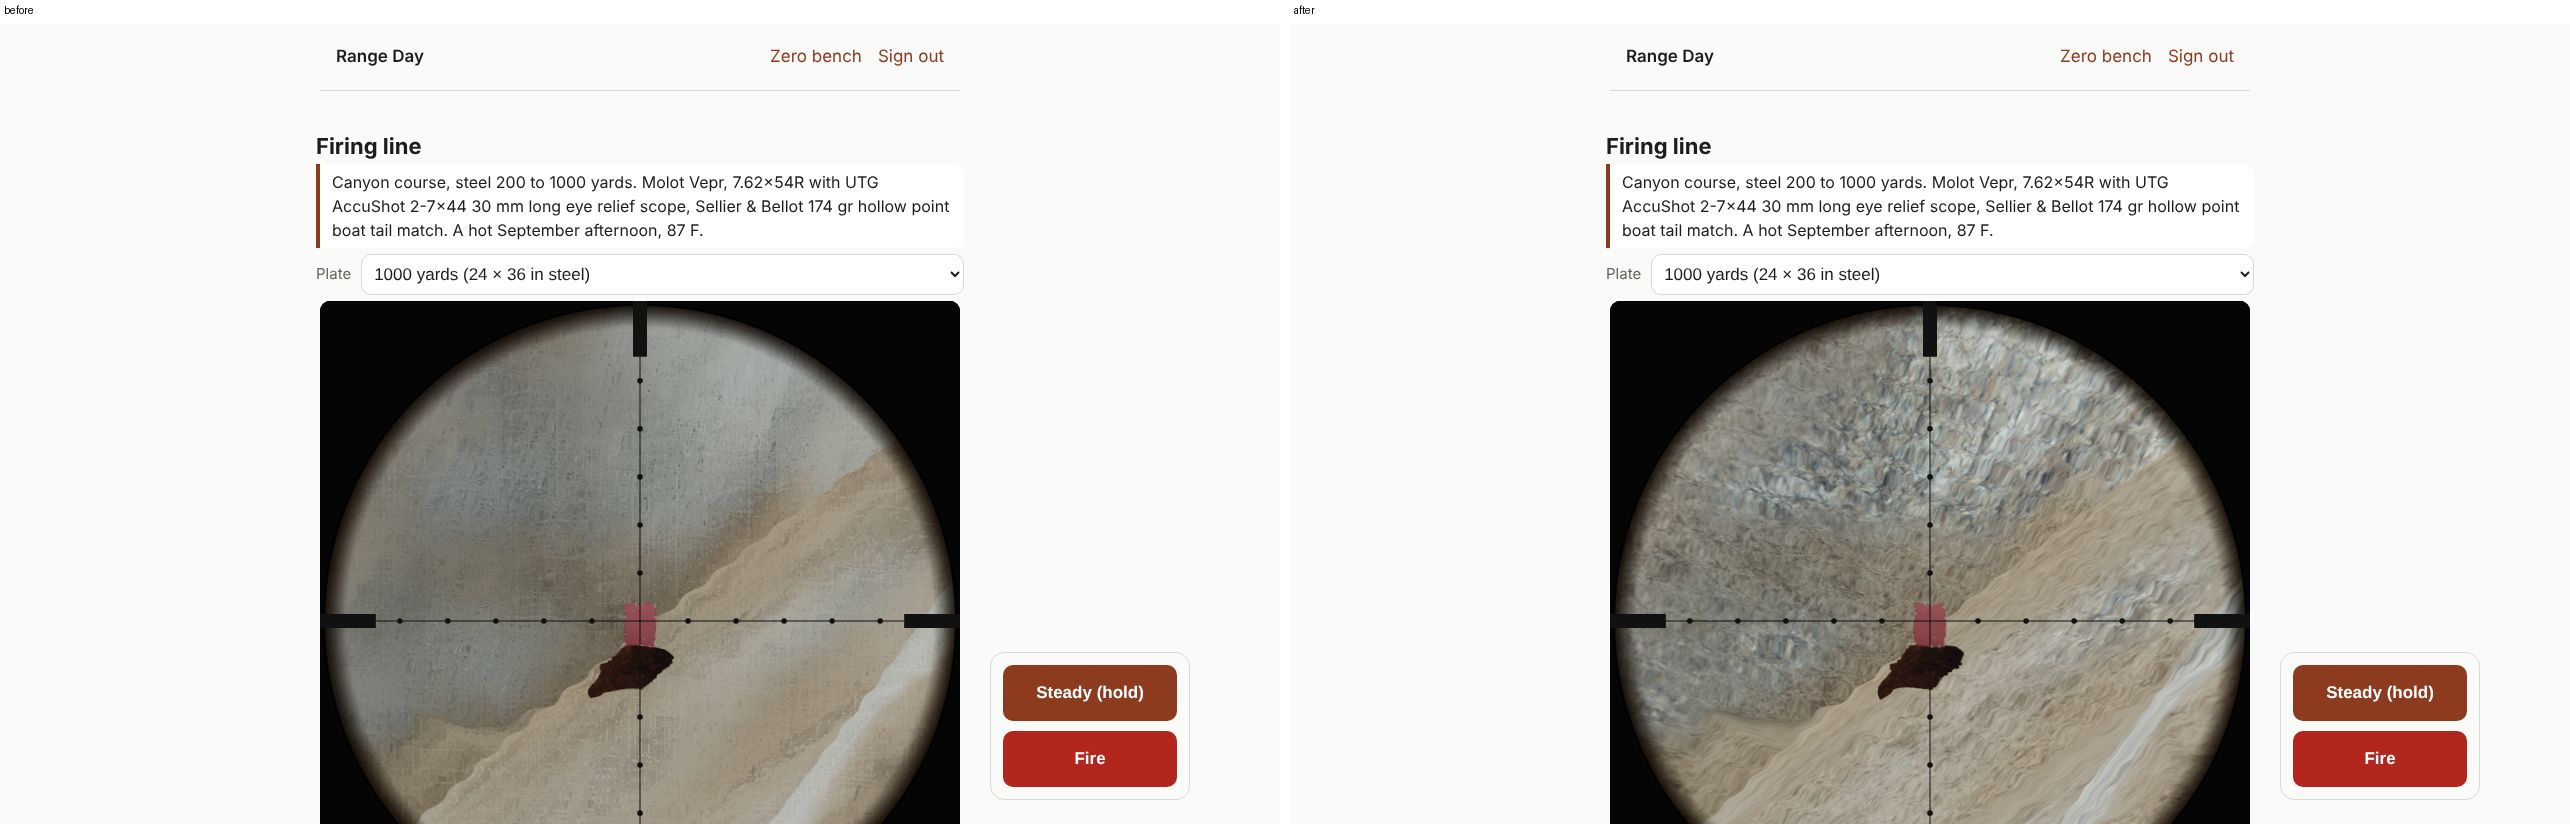 before
after
Range Day
Zero bench
Sign out
Firing line
Canyon course, steel 200 to 1000 yards. Molot Vepr, 7.62×54R with UTG
AccuShot 2-7×44 30 mm long eye relief scope, Sellier & Bellot 174 gr hollow point
boat tail match. A hot September afternoon, 87 F.
Plate
1000 yards (24 × 36 in steel)
Steady (hold)
Fire
Range Day
Zero bench
Sign out
Firing line
Canyon course, steel 200 to 1000 yards. Molot Vepr, 7.62×54R with UTG
AccuShot 2-7×44 30 mm long eye relief scope, Sellier & Bellot 174 gr hollow point
boat tail match. A hot September afternoon, 87 F.
Plate
1000 yards (24 × 36 in steel)
Steady (hold)
Fire